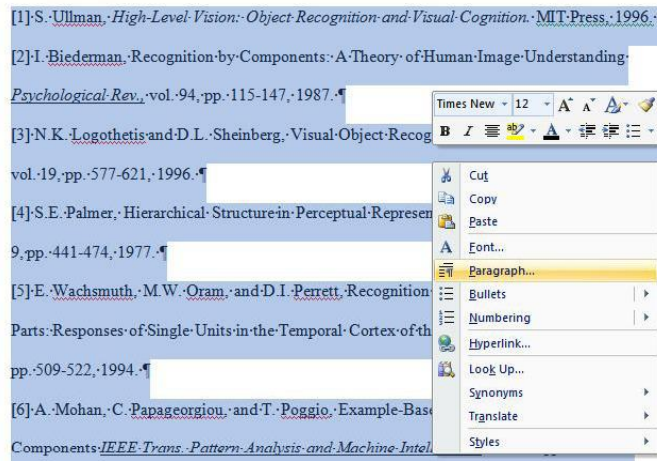 [1] S. Ullman, High-Level Vision: Object Recognition and Visual Cognition. MIT Press, 1996.
[2] I. Biederman, Recognition by Components: A Theory of Human Image Understanding
Psychological Rev., vol. 94, pp. 115-147, 1987. ¶
[3] N.K. Logothetis and D.L. Sheinberg, Visual Object Recog
vol. 19, pp. 577-621, 1996. ¶
[4] S.E. Palmer, Hierarchical Structure in Perceptual Represen
9, pp. 441-474, 1977. ¶
[5] E. Wachsmuth, M.W. Oram, and D.I. Perrett, Recognition
Parts: Responses of Single Units in the Temporal Cortex of th
pp. 509-522, 1994. ¶
[6] A. Mohan, C. Papageorgiou, and T. Poggio, Example-Base
Components IEEE Trans. Pattern Analysis and Machine Intel
Times New 12 A A A
B I ab A
Cut
Copy
Paste
Font...
Paragraph...
Bullets
Numbering
Hyperlink...
Look Up...
Synonyms
Translate
Styles